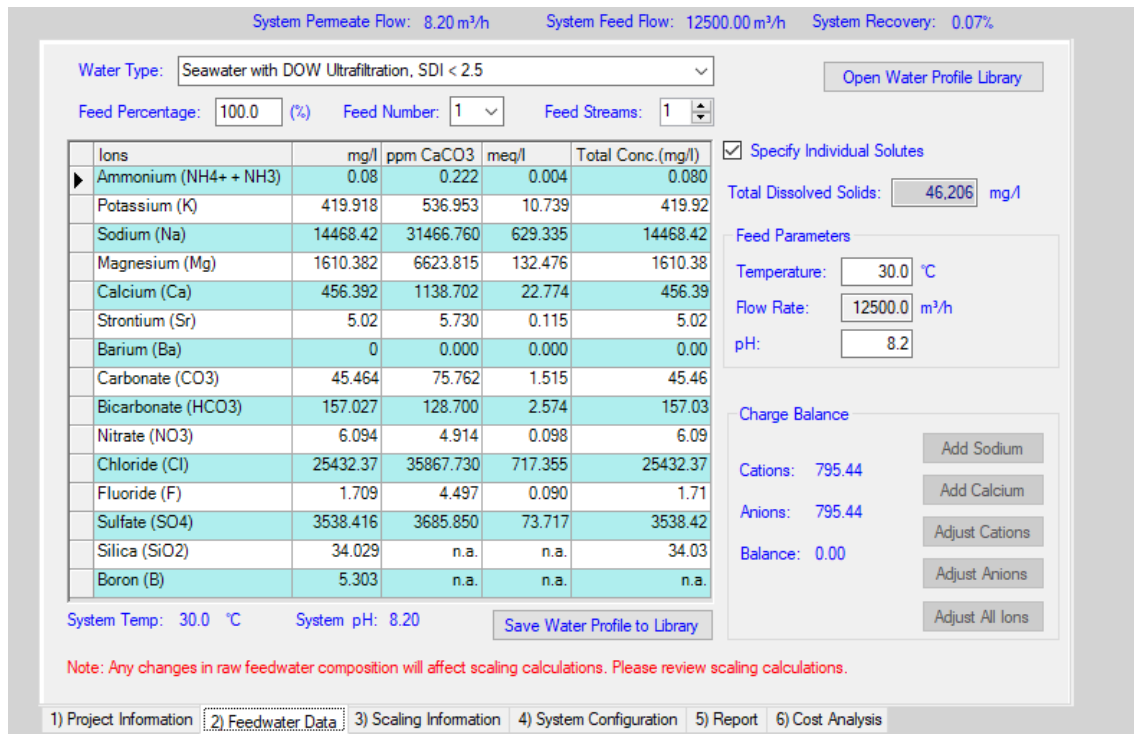 System Permeate Flow: 8.20 m³/h System Feed Flow: 12500.00 m³/h System Recovery: 0.07%
Water Type: Seawater with DOW Ultrafiltration, SDI < 2.5
Open Water Profile Library
Feed Percentage: 100.0 (%) Feed Number: 1 Feed Streams: 1
Ions mg/l ppm CaCO3 meq/l Total Conc.(mg/l)
Ammonium (NH4+ + NH3) 0.08 0.222 0.004 0.080
Potassium (K) 419.918 536.953 10.739 419.92
Sodium (Na) 14468.42 31466.760 629.335 14468.42
Magnesium (Mg) 1610.382 6623.815 132.476 1610.38
Calcium (Ca) 456.392 1138.702 22.774 456.39
Strontium (Sr) 5.02 5.730 0.115 5.02
Barium (Ba) 0 0.000 0.000 0.00
Carbonate (CO3) 45.464 75.762 1.515 45.46
Bicarbonate (HCO3) 157.027 128.700 2.574 157.03
Nitrate (NO3) 6.094 4.914 0.098 6.09
Chloride (Cl) 25432.37 35867.730 717.355 25432.37
Fluoride (F) 1.709 4.497 0.090 1.71
Sulfate (SO4) 3538.416 3685.850 73.717 3538.42
Silica (SiO2) 34.029 n.a. n.a. 34.03
Boron (B) 5.303 n.a. n.a. n.a.
Specify Individual Solutes
Total Dissolved Solids: 46,206 mg/l
Feed Parameters
Temperature: 30.0 °C
Flow Rate: 12500.0 m³/h
pH: 8.2
Charge Balance
Cations: 795.44
Anions: 795.44
Balance: 0.00
Add Sodium
Add Calcium
Adjust Cations
Adjust Anions
Adjust All Ions
System Temp: 30.0 °C System pH: 8.20
Save Water Profile to Library
Note: Any changes in raw feedwater composition will affect scaling calculations. Please review scaling calculations.
1) Project Information 2) Feedwater Data 3) Scaling Information 4) System Configuration 5) Report 6) Cost Analysis